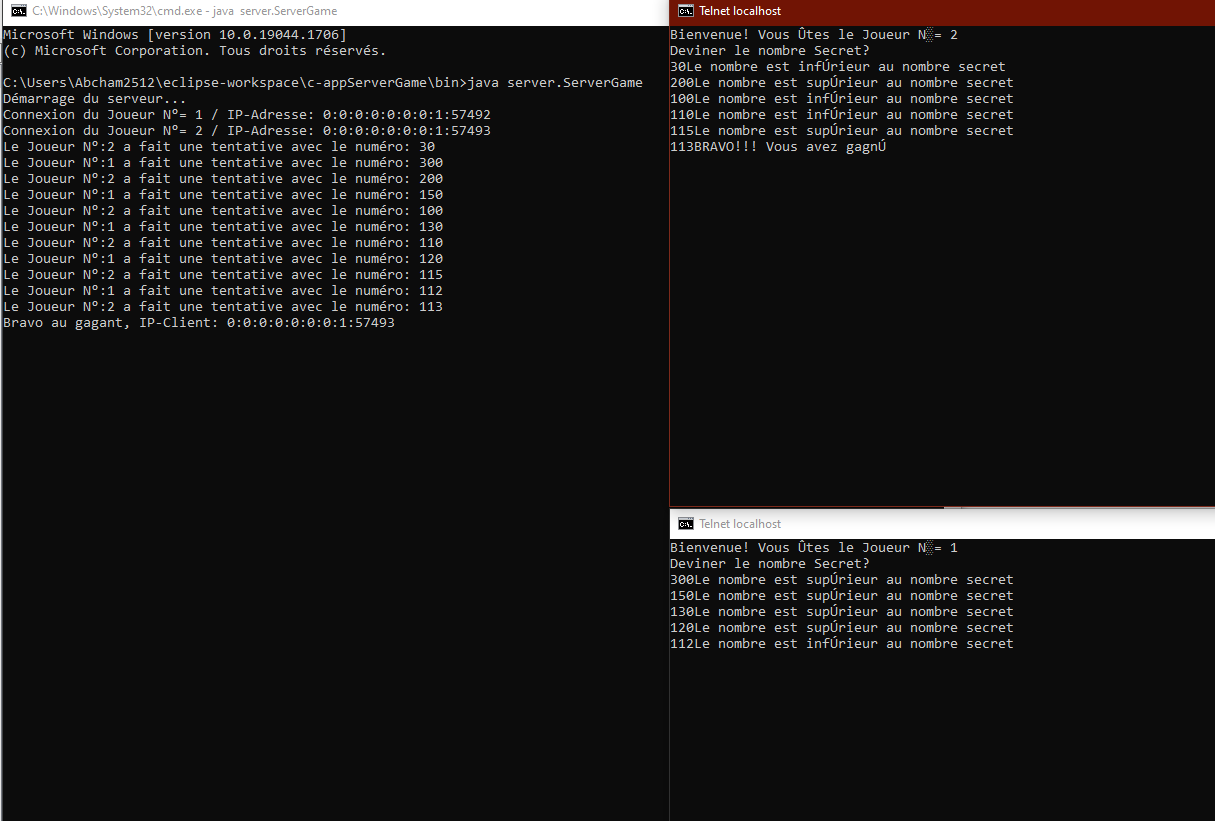 C:\Windows\System32\cmd.exe - java  server.ServerGame
Microsoft Windows [version 10.0.19044.1706]
(c) Microsoft Corporation. Tous droits réservés.
C:\Users\Abcham2512\eclipse-workspace\c-appServerGame\bin>java server.ServerGame
Démarrage du serveur...
Connexion du Joueur Nº= 1 / IP-Adresse: 0:0:0:0:0:0:0:1:57492
Connexion du Joueur Nº= 2 / IP-Adresse: 0:0:0:0:0:0:0:1:57493
Le Joueur Nº:2 a fait une tentative avec le numéro: 30
Le Joueur Nº:1 a fait une tentative avec le numéro: 300
Le Joueur Nº:2 a fait une tentative avec le numéro: 200
Le Joueur Nº:1 a fait une tentative avec le numéro: 150
Le Joueur Nº:2 a fait une tentative avec le numéro: 100
Le Joueur Nº:1 a fait une tentative avec le numéro: 130
Le Joueur Nº:2 a fait une tentative avec le numéro: 110
Le Joueur Nº:1 a fait une tentative avec le numéro: 120
Le Joueur Nº:2 a fait une tentative avec le numéro: 115
Le Joueur Nº:1 a fait une tentative avec le numéro: 112
Le Joueur Nº:2 a fait une tentative avec le numéro: 113
Bravo au gagant, IP-Client: 0:0:0:0:0:0:0:1:57493
Telnet localhost
Bienvenue! Vous Ûtes le Joueur N░= 2
Deviner le nombre Secret?
30Le nombre est infÚrieur au nombre secret
200Le nombre est supÚrieur au nombre secret
100Le nombre est infÚrieur au nombre secret
110Le nombre est infÚrieur au nombre secret
115Le nombre est supÚrieur au nombre secret
113BRAVO!!! Vous avez gagnÚ
Telnet localhost
Bienvenue! Vous Ûtes le Joueur N░= 1
Deviner le nombre Secret?
300Le nombre est supÚrieur au nombre secret
150Le nombre est supÚrieur au nombre secret
130Le nombre est supÚrieur au nombre secret
120Le nombre est supÚrieur au nombre secret
112Le nombre est infÚrieur au nombre secret